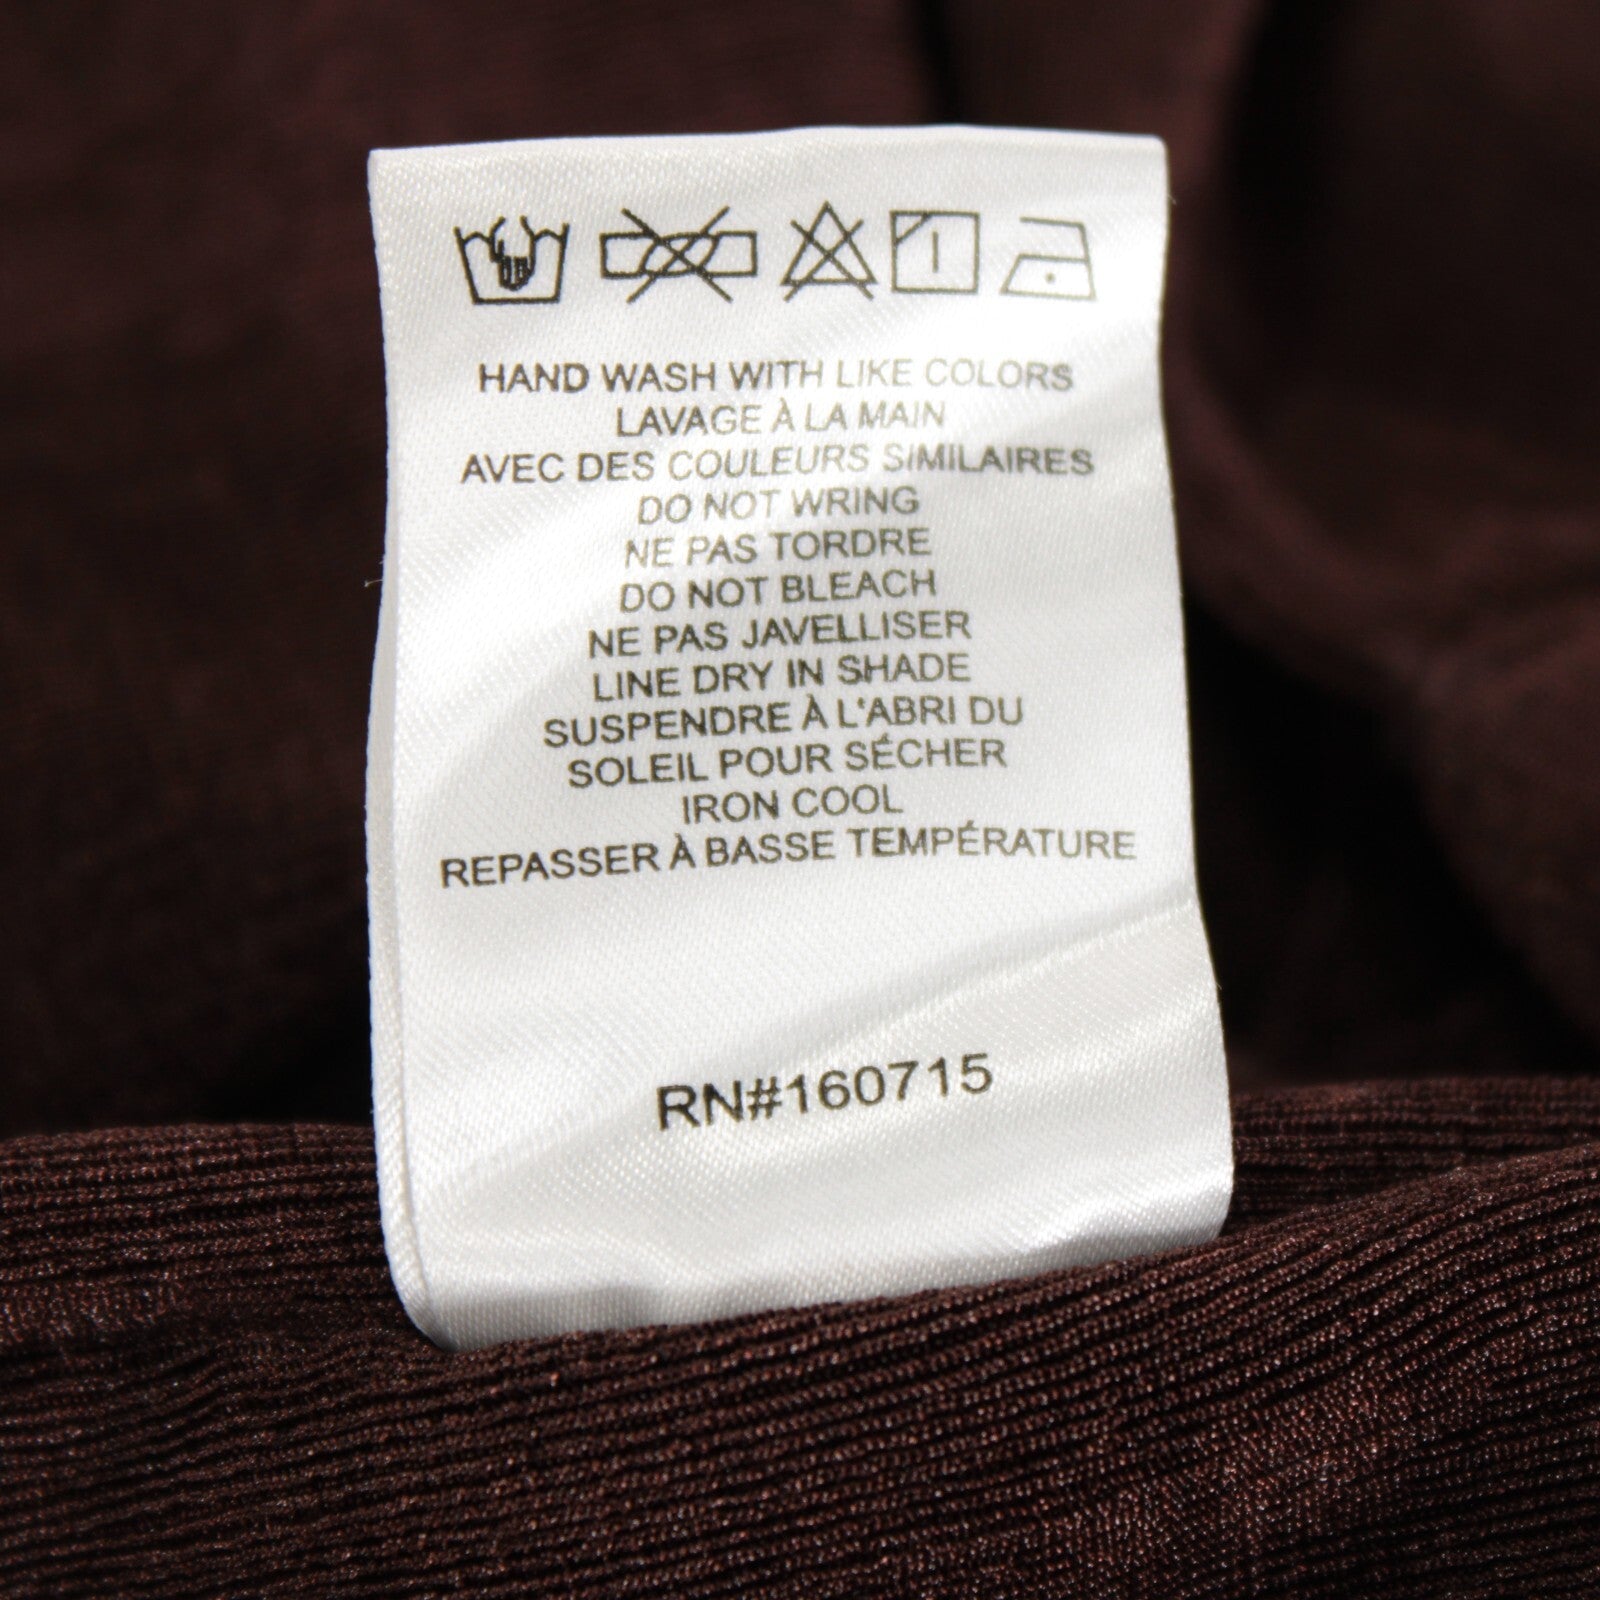 HAND WASH WITH LIKE COLORS
LAVAGE À LA MAIN
AVEC DES COULEURS SIMILAIRES
DO NOT WRING
NE PAS TORDRE
DO NOT BLEACH
NE PAS JAVELLISER
LINE DRY IN SHADE
SUSPENDRE À L'ABRI DU
SOLEIL POUR SÉCHER
IRON COOL
REPASSER À BASSE TEMPÉRATURE
RN#160715